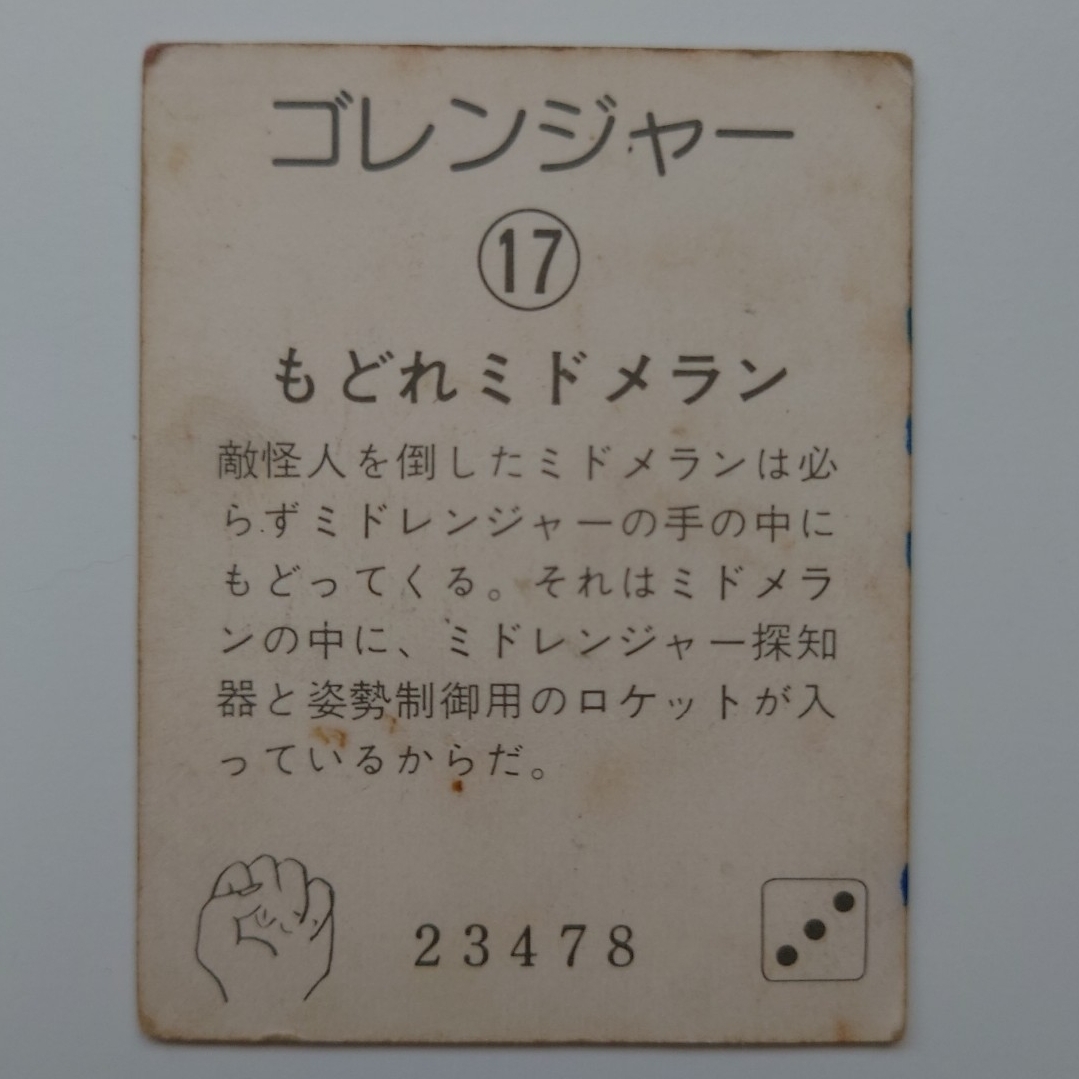 ゴレンジャー
17
もどれミドメラン
敵怪人を倒したミドメランは必
らずミドレンジャーの手の中に
もどってくる。それはミドメラ
ンの中に、ミドレンジャー探知
器と姿勢制御用のロケットが入
っているからだ。
23478